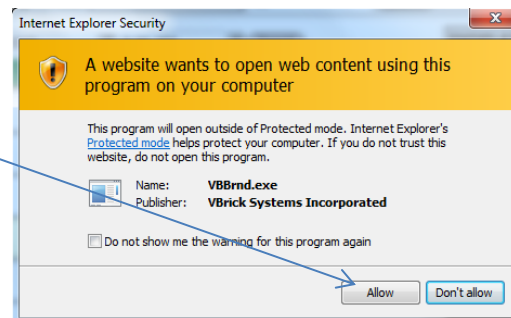 Internet Explorer Security
A website wants to open web content using this
program on your computer
This program will open outside of Protected mode. Internet Explorer's
Protected mode helps protect your computer. If you do not trust this
website, do not open this program.
Name: VBBrnd.exe
Publisher: VBrick Systems Incorporated
Do not show me the warning for this program again
Allow Don't allow